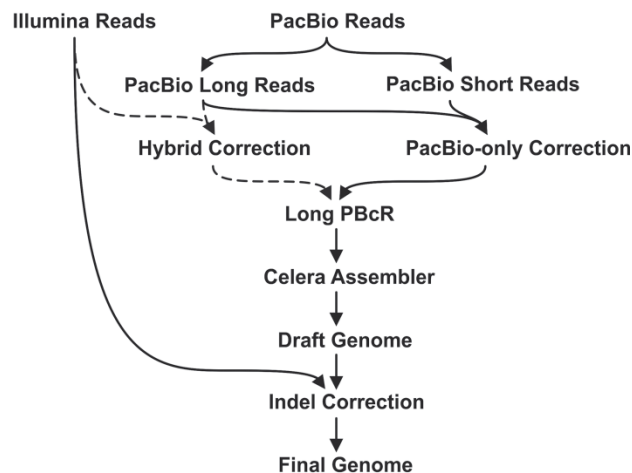 Illumina Reads
PacBio Reads
PacBio Long Reads
PacBio Short Reads
Hybrid Correction
PacBio-only Correction
Long PBcR
Celera Assembler
Draft Genome
Indel Correction
Final Genome